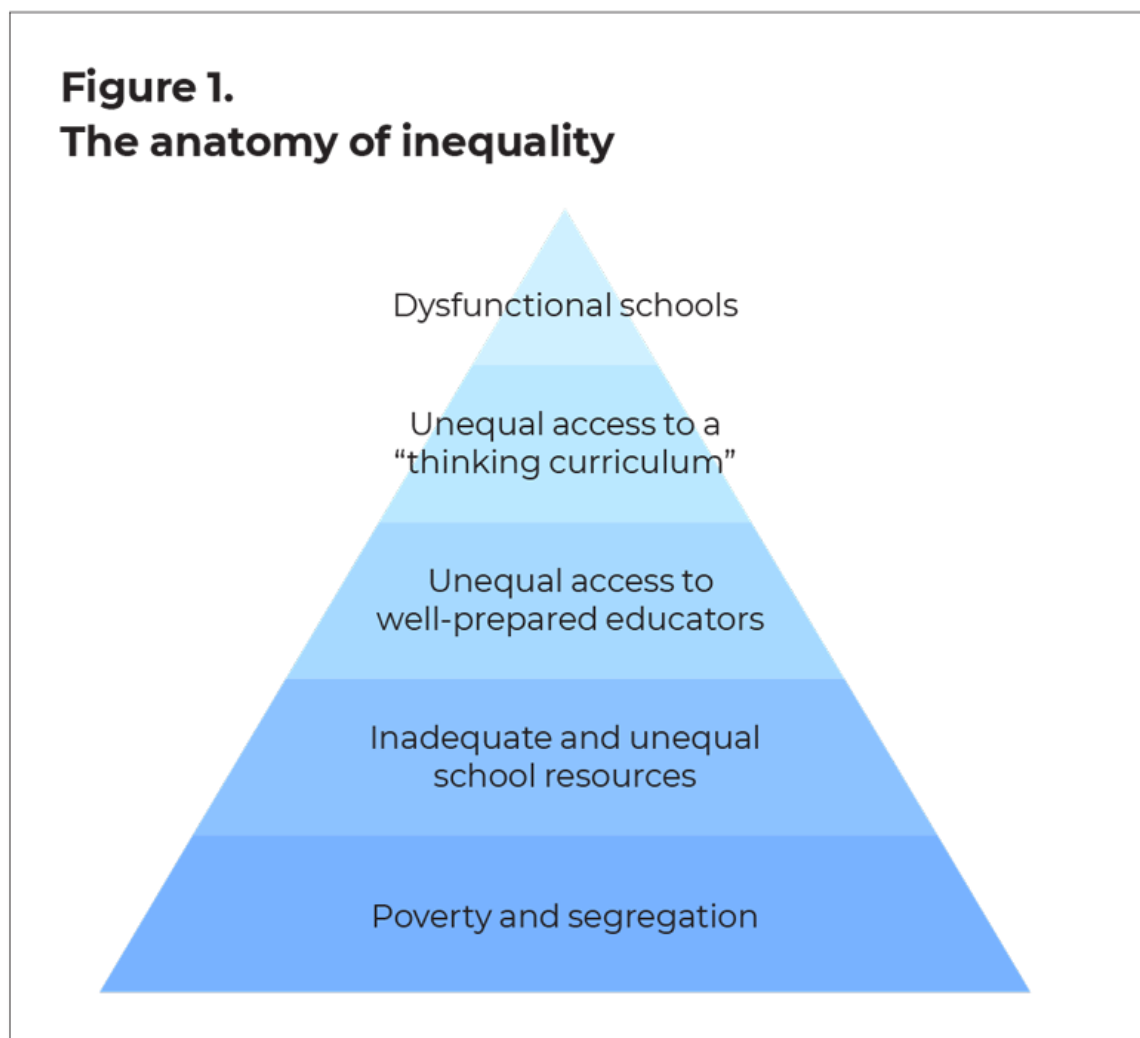 Figure 1.
The anatomy of inequality
Dysfunctional schools
Unequal access to a
“thinking curriculum”
Unequal access to
well-prepared educators
Inadequate and unequal
school resources
Poverty and segregation